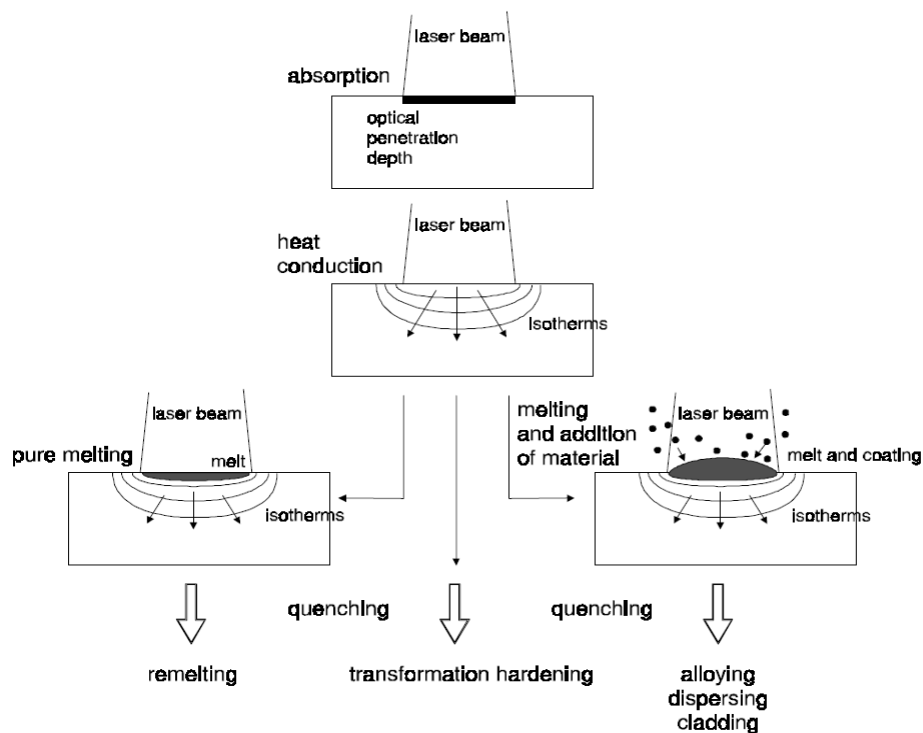 laser beam
absorption
optical
penetration
depth
laser beam
heat
conduction
Isotherms
laser beam
pure melting
melt
isotherms
melting
and addition
of material
laser beam
melt and coating
isotherms
quenching
quenching
remelting
transformation hardening
alloying
dispersing
cladding